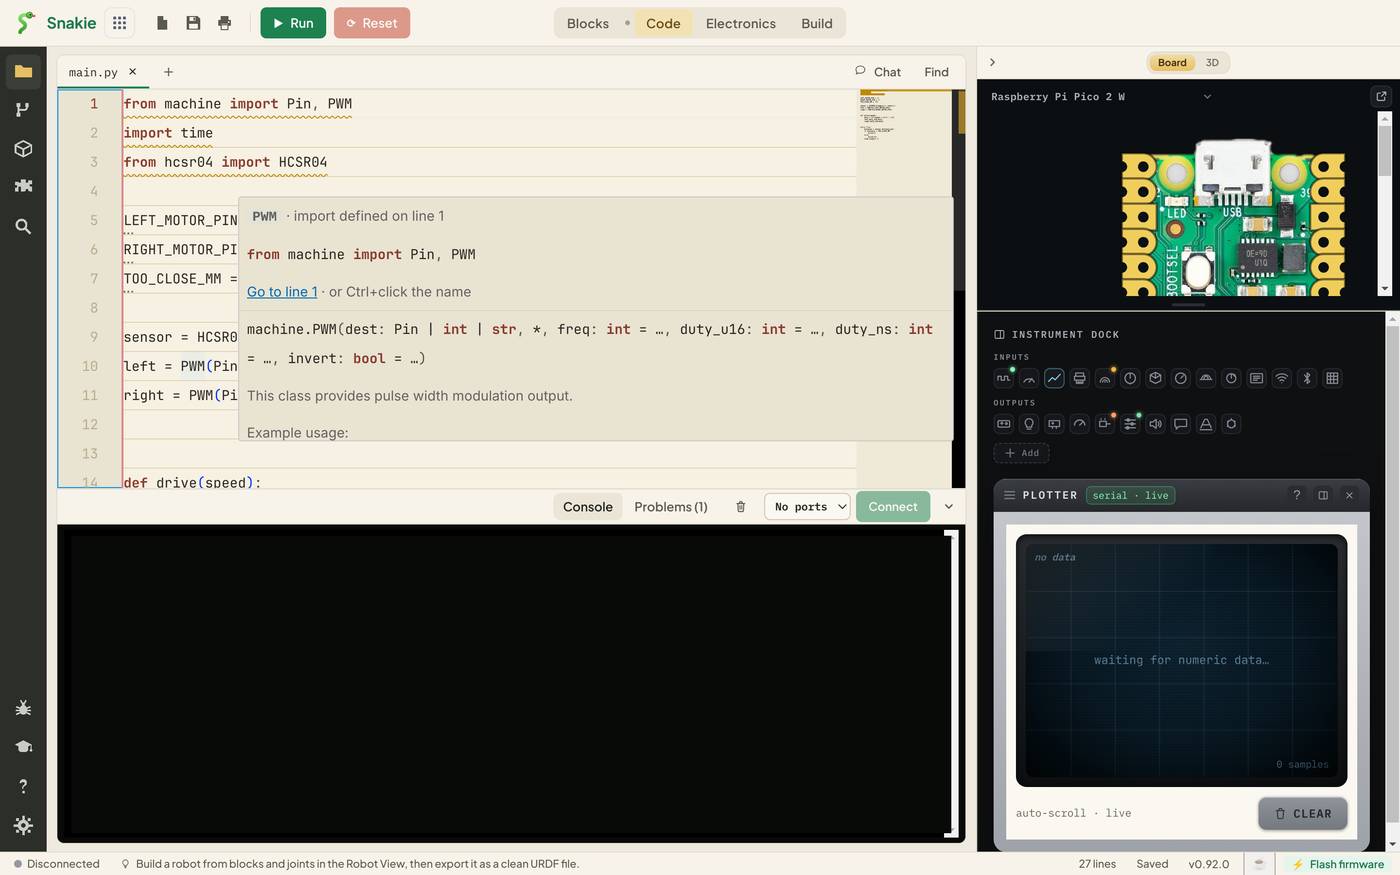 Snakie
Run
Reset
Blocks
Code
Electronics
Build
main.py
Chat
Find
1 from machine import Pin, PWM
2 import time
3 from hcsr04 import HCSR04
4
5 LEFT_MOTOR_PIN
6 RIGHT_MOTOR_PI
7 TOO_CLOSE_MM =
8
9 sensor = HCSR0
10 left = PWM(Pin
11 right = PWM(Pi
12
13
14 def drive(speed):
PWM · import defined on line 1
from machine import Pin, PWM
Go to line 1 · or Ctrl+click the name
machine.PWM(dest: Pin | int | str, *, freq: int = …, duty_u16: int = …, duty_ns: int
= …, invert: bool = …)
This class provides pulse width modulation output.
Example usage:
Console
Problems (1)
No ports
Connect
Board
3D
Raspberry Pi Pico 2 W
LED
USB
BOOTSEL
39
INSTRUMENT DOCK
INPUTS
OUTPUTS
+ Add
PLOTTER
serial · live
?
no data
waiting for numeric data…
0 samples
auto-scroll · live
CLEAR
Disconnected
Build a robot from blocks and joints in the Robot View, then export it as a clean URDF file.
27 lines
Saved
v0.92.0
Flash firmware